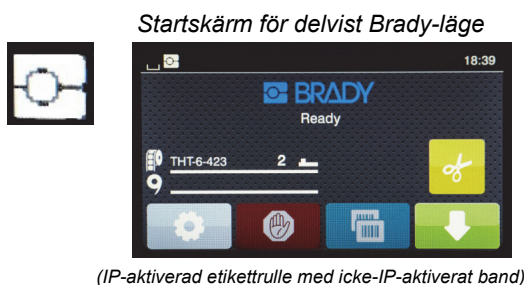 Startskärm för delvist Brady-läge
18:39
BRADY
Ready
THT-6-423 2
9
(IP-aktiverad etikettrulle med icke-IP-aktiverat band)